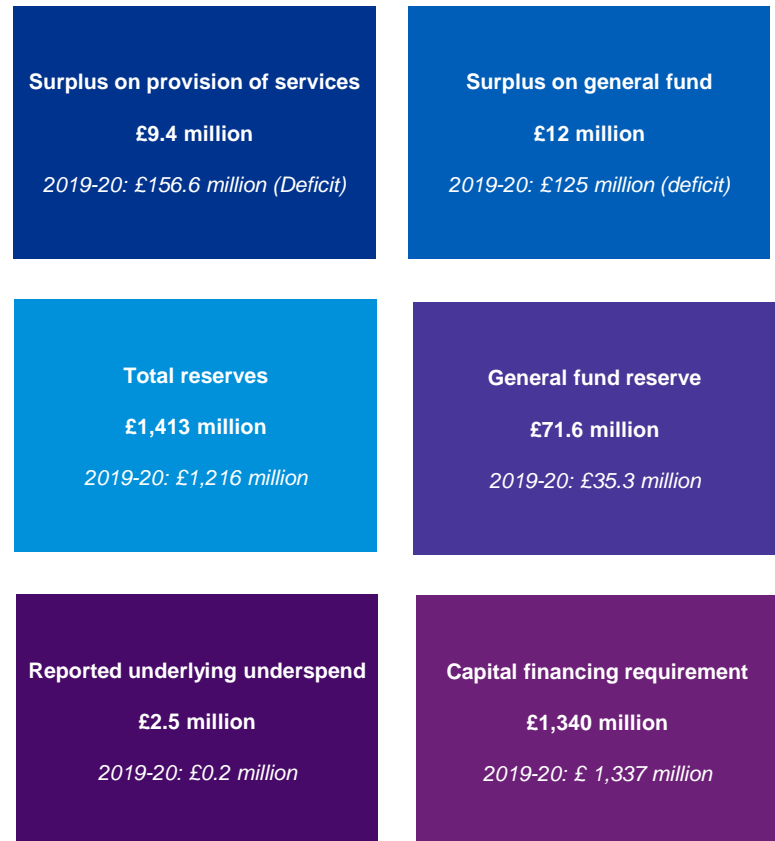 Surplus on provision of services
£9.4 million
2019-20: £156.6 million (Deficit)
Surplus on general fund
£12 million
2019-20: £125 million (deficit)
Total reserves
£1,413 million
2019-20: £1,216 million
General fund reserve
£71.6 million
2019-20: £35.3 million
Reported underlying underspend
£2.5 million
2019-20: £0.2 million
Capital financing requirement
£1,340 million
2019-20: £ 1,337 million